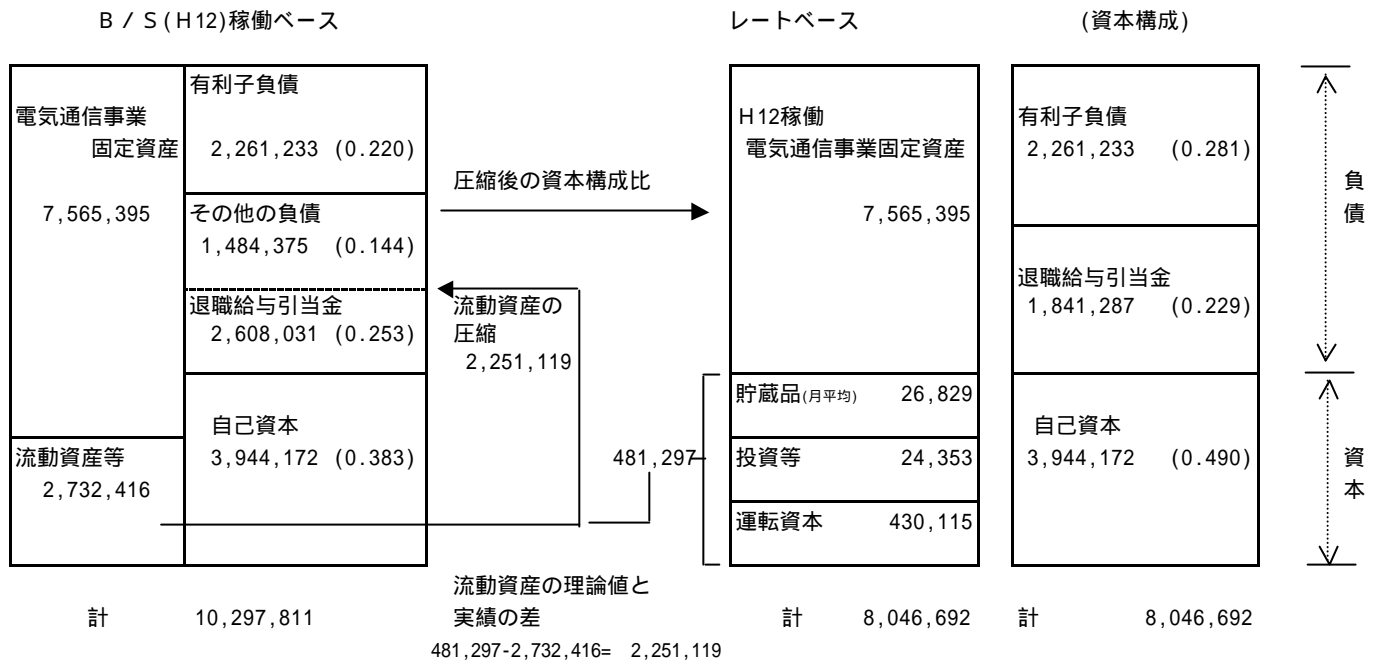 Ｂ / Ｓ(Ｈ12)稼働ベース
レートベース
(資本構成)
電気通信事業
固定資産
7,565,395
流動資産等
2,732,416
有利子負債
2,261,233 (0.220)
その他の負債
1,484,375 (0.144)
退職給与引当金
2,608,031 (0.253)
自己資本
3,944,172 (0.383)
計 10,297,811
圧縮後の資本構成比
流動資産の
圧縮
2,251,119
481,297
流動資産の理論値と
実績の差
481,297-2,732,416= 2,251,119
Ｈ12稼働
電気通信事業固定資産
7,565,395
貯蔵品(月平均) 26,829
投資等 24,353
運転資本 430,115
計 8,046,692
有利子負債
2,261,233 (0.281)
退職給与引当金
1,841,287 (0.229)
自己資本
3,944,172 (0.490)
計 8,046,692
負
債
資
本